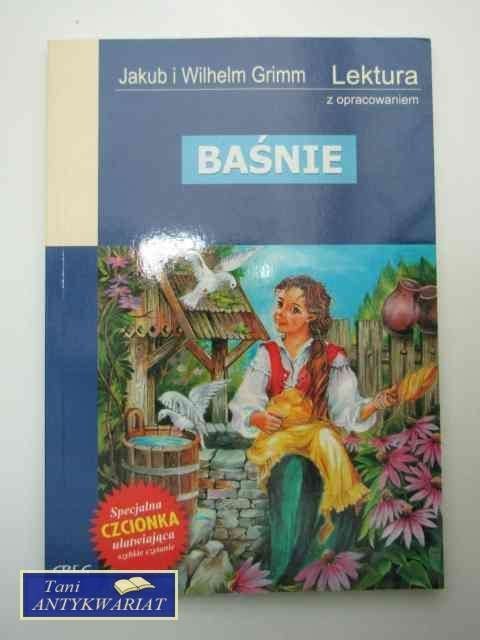 Jakub i Wilhelm Grimm Lektura
z opracowaniem
BAŚNIE
Specjalna
CZCIONKA
ułatwiająca
szybkie czytanie
Tani
ANTYKWARIAT